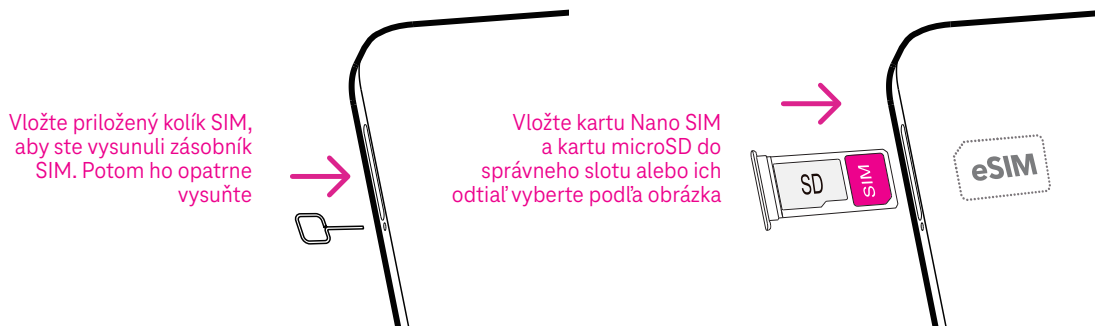 Vložte priložený kolík SIM,
aby ste vysunuli zásobník
SIM. Potom ho opatrne
vysuňte
Vložte kartu Nano SIM
a kartu microSD do
správneho slotu alebo ich
odtiaľ vyberte podľa obrázka
SD
SIM
eSIM